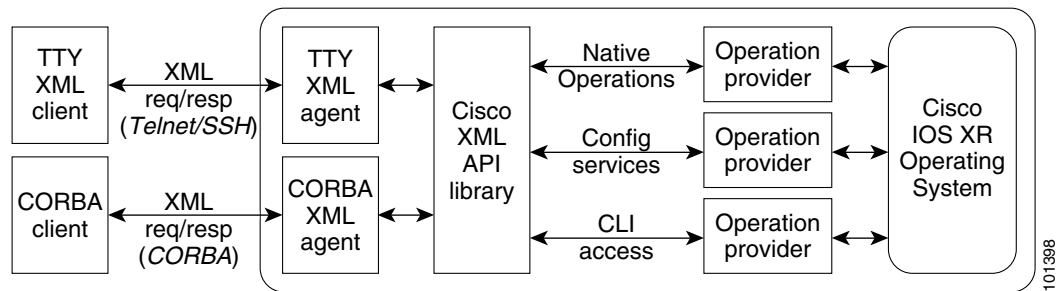 TTY
XML
client
XML
req/resp
(Telnet/SSH)
TTY
XML
agent
CORBA
client
XML
req/resp
(CORBA)
CORBA
XML
agent
Cisco
XML
API
library
Native
Operations
Operation
provider
Config
services
Operation
provider
CLI
access
Operation
provider
Cisco
IOS XR
Operating
System
101398